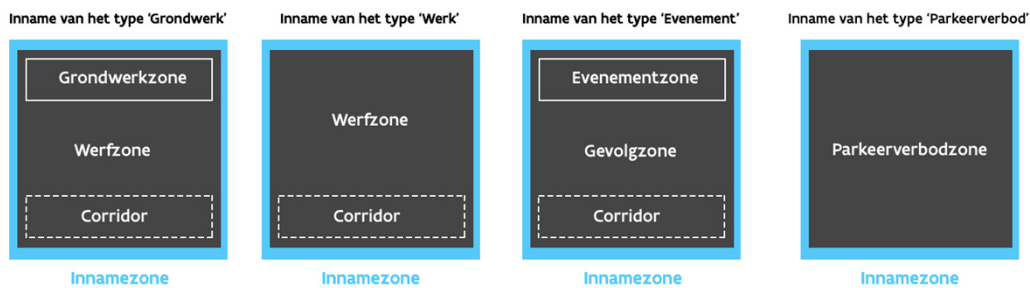 Inname van het type ‘Grondwerk’
Inname van het type ‘Werk’
Inname van het type ‘Evenement’
Inname van het type ‘Parkeerverbod’
Grondwerkzone
Werfzone
Corridor
Innamezone
Werfzone
Corridor
Innamezone
Evenementzone
Gevolgzone
Corridor
Innamezone
Parkeerverbodzone
Innamezone